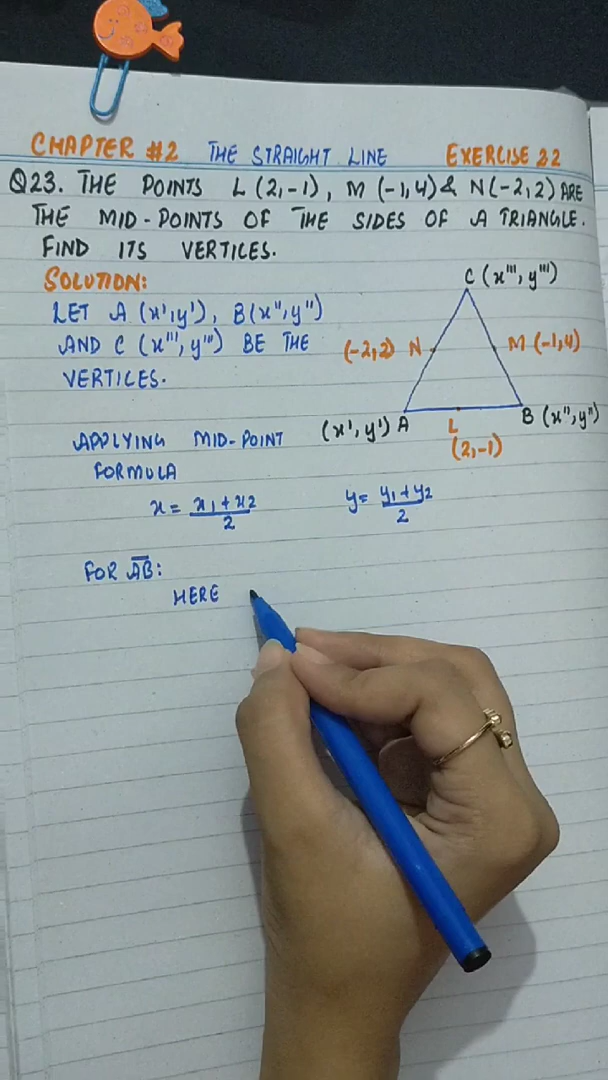 CHAPTER #2 THE STRAIGHT LINE EXERCISE 2.2
Q23. THE POINTS L (2,-1), M (-1,4) & N(-2,2) ARE
THE MID-POINTS OF THE SIDES OF A TRIANGLE.
FIND ITS VERTICES.
SOLUTION:
LET A (x',y'), B(x",y")
AND C (x''',y''') BE THE
VERTICES.
C (x''',y''')
(-2,2) N
M (-1,4)
(x',y') A
L
(2,-1)
B (x",y")
APPLYING MID-POINT
FORMULA
x = x1+x2/2 y = y1+y2/2
FOR AB:
HERE